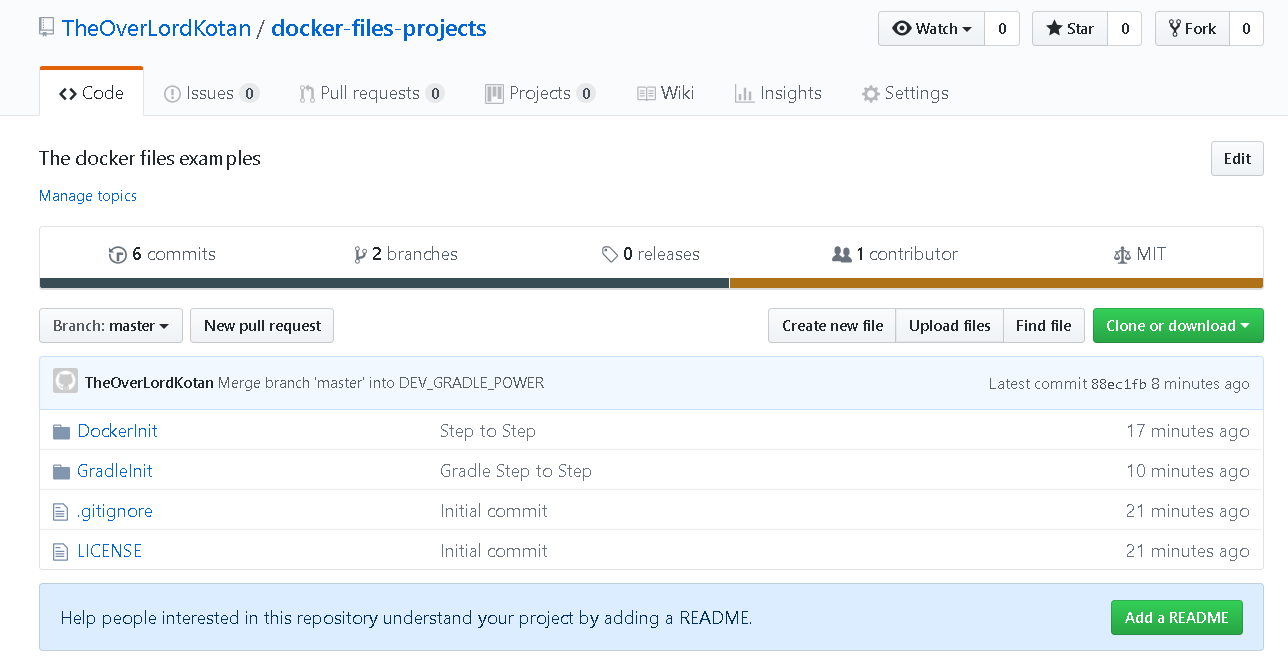 TheOverLordKotan / docker-files-projects Watch 0 Star 0 Fork 0
Code Issues 0 Pull requests 0 Projects 0 Wiki Insights Settings
The docker files examples Edit
Manage topics
6 commits 2 branches 0 releases 1 contributor MIT
Branch: master New pull request Create new file Upload files Find file Clone or download
TheOverLordKotan Merge branch 'master' into DEV_GRADLE_POWER Latest commit 88ec1fb 8 minutes ago
DockerInit Step to Step 17 minutes ago
GradleInit Gradle Step to Step 10 minutes ago
.gitignore Initial commit 21 minutes ago
LICENSE Initial commit 21 minutes ago
Help people interested in this repository understand your project by adding a README. Add a README